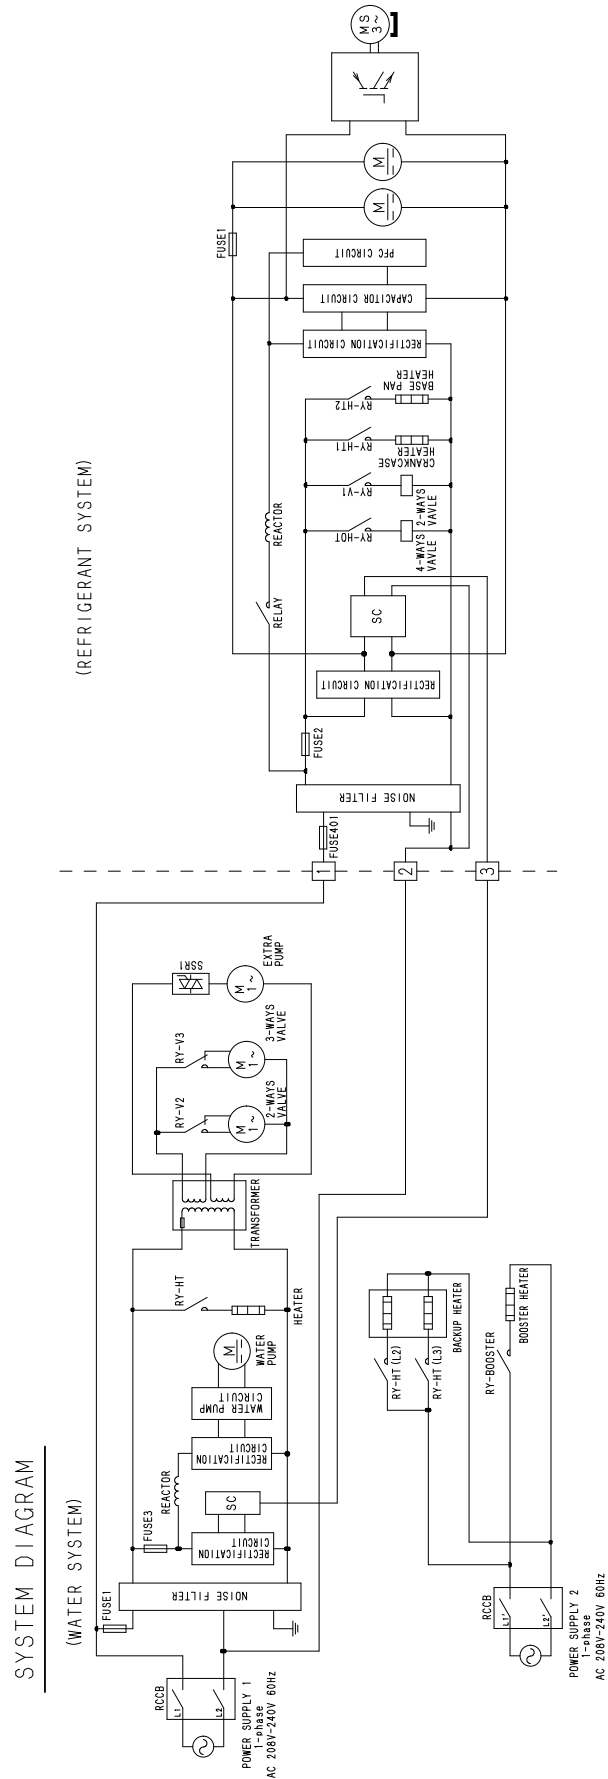 SYSTEM DIAGRAM
(WATER SYSTEM)
(REFRIGERANT SYSTEM)
RCCB
L1
L2
POWER SUPPLY 1
1-phase
AC 208V-240V 60Hz
FUSE1
NOISE FILTER
FUSE3
RECTIFICATION
CIRCUIT
SC
REACTOR
RECTIFICATION
CIRCUIT
WATER PUMP
CIRCUIT
M
WATER
PUMP
RY-HT
HEATER
TRANSFORMER
RY-V2
M
1~
2-WAYS
VALVE
RY-V3
M
1~
3-WAYS
VALVE
SSR1
M
1~
EXTRA
PUMP
RCCB
L1'
L2'
POWER SUPPLY 2
1-phase
AC 208V-240V 60Hz
RY-HT(L2)
RY-HT(L3)
BACKUP HEATER
RY-BOOSTER
BOOSTER HEATER
1
2
3
FUSE401
NOISE FILTER
FUSE2
RECTIFICATION CIRCUIT
SC
RELAY
REACTOR
RY-HOT
4-WAYS
VAVLE
RY-V1
2-WAYS
VAVLE
RY-HT1
CRANKCASE
HEATER
RY-HT2
BASE PAN
HEATER
RECTIFICATION CIRCUIT
CAPACITOR CIRCUIT
PFC CIRCUIT
FUSE1
M
M
MS
3~